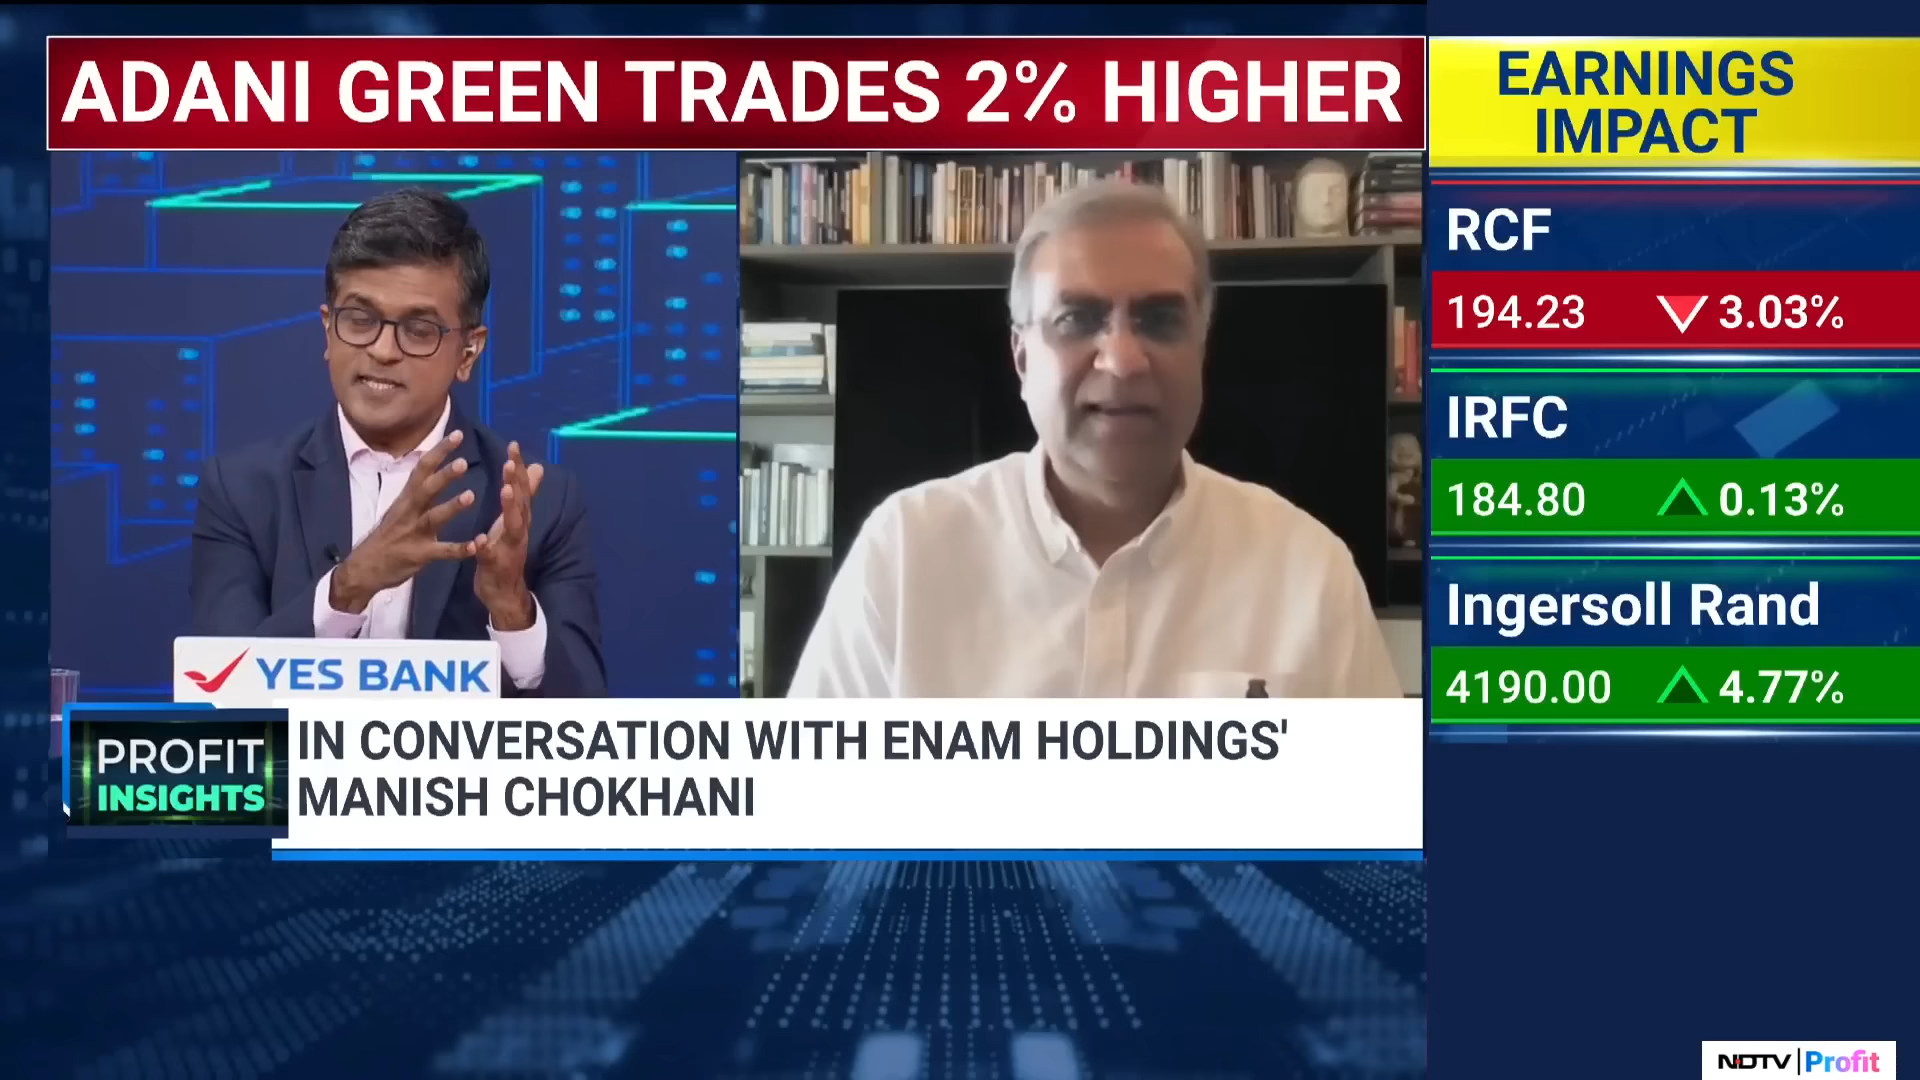 ADANI GREEN TRADES 2% HIGHER
YES BANK
PROFIT
INSIGHTS
IN CONVERSATION WITH ENAM HOLDINGS'
MANISH CHOKHANI
EARNINGS
IMPACT
RCF
194.23 3.03%
IRFC
184.80 0.13%
Ingersoll Rand
4190.00 4.77%
NDTV | Profit